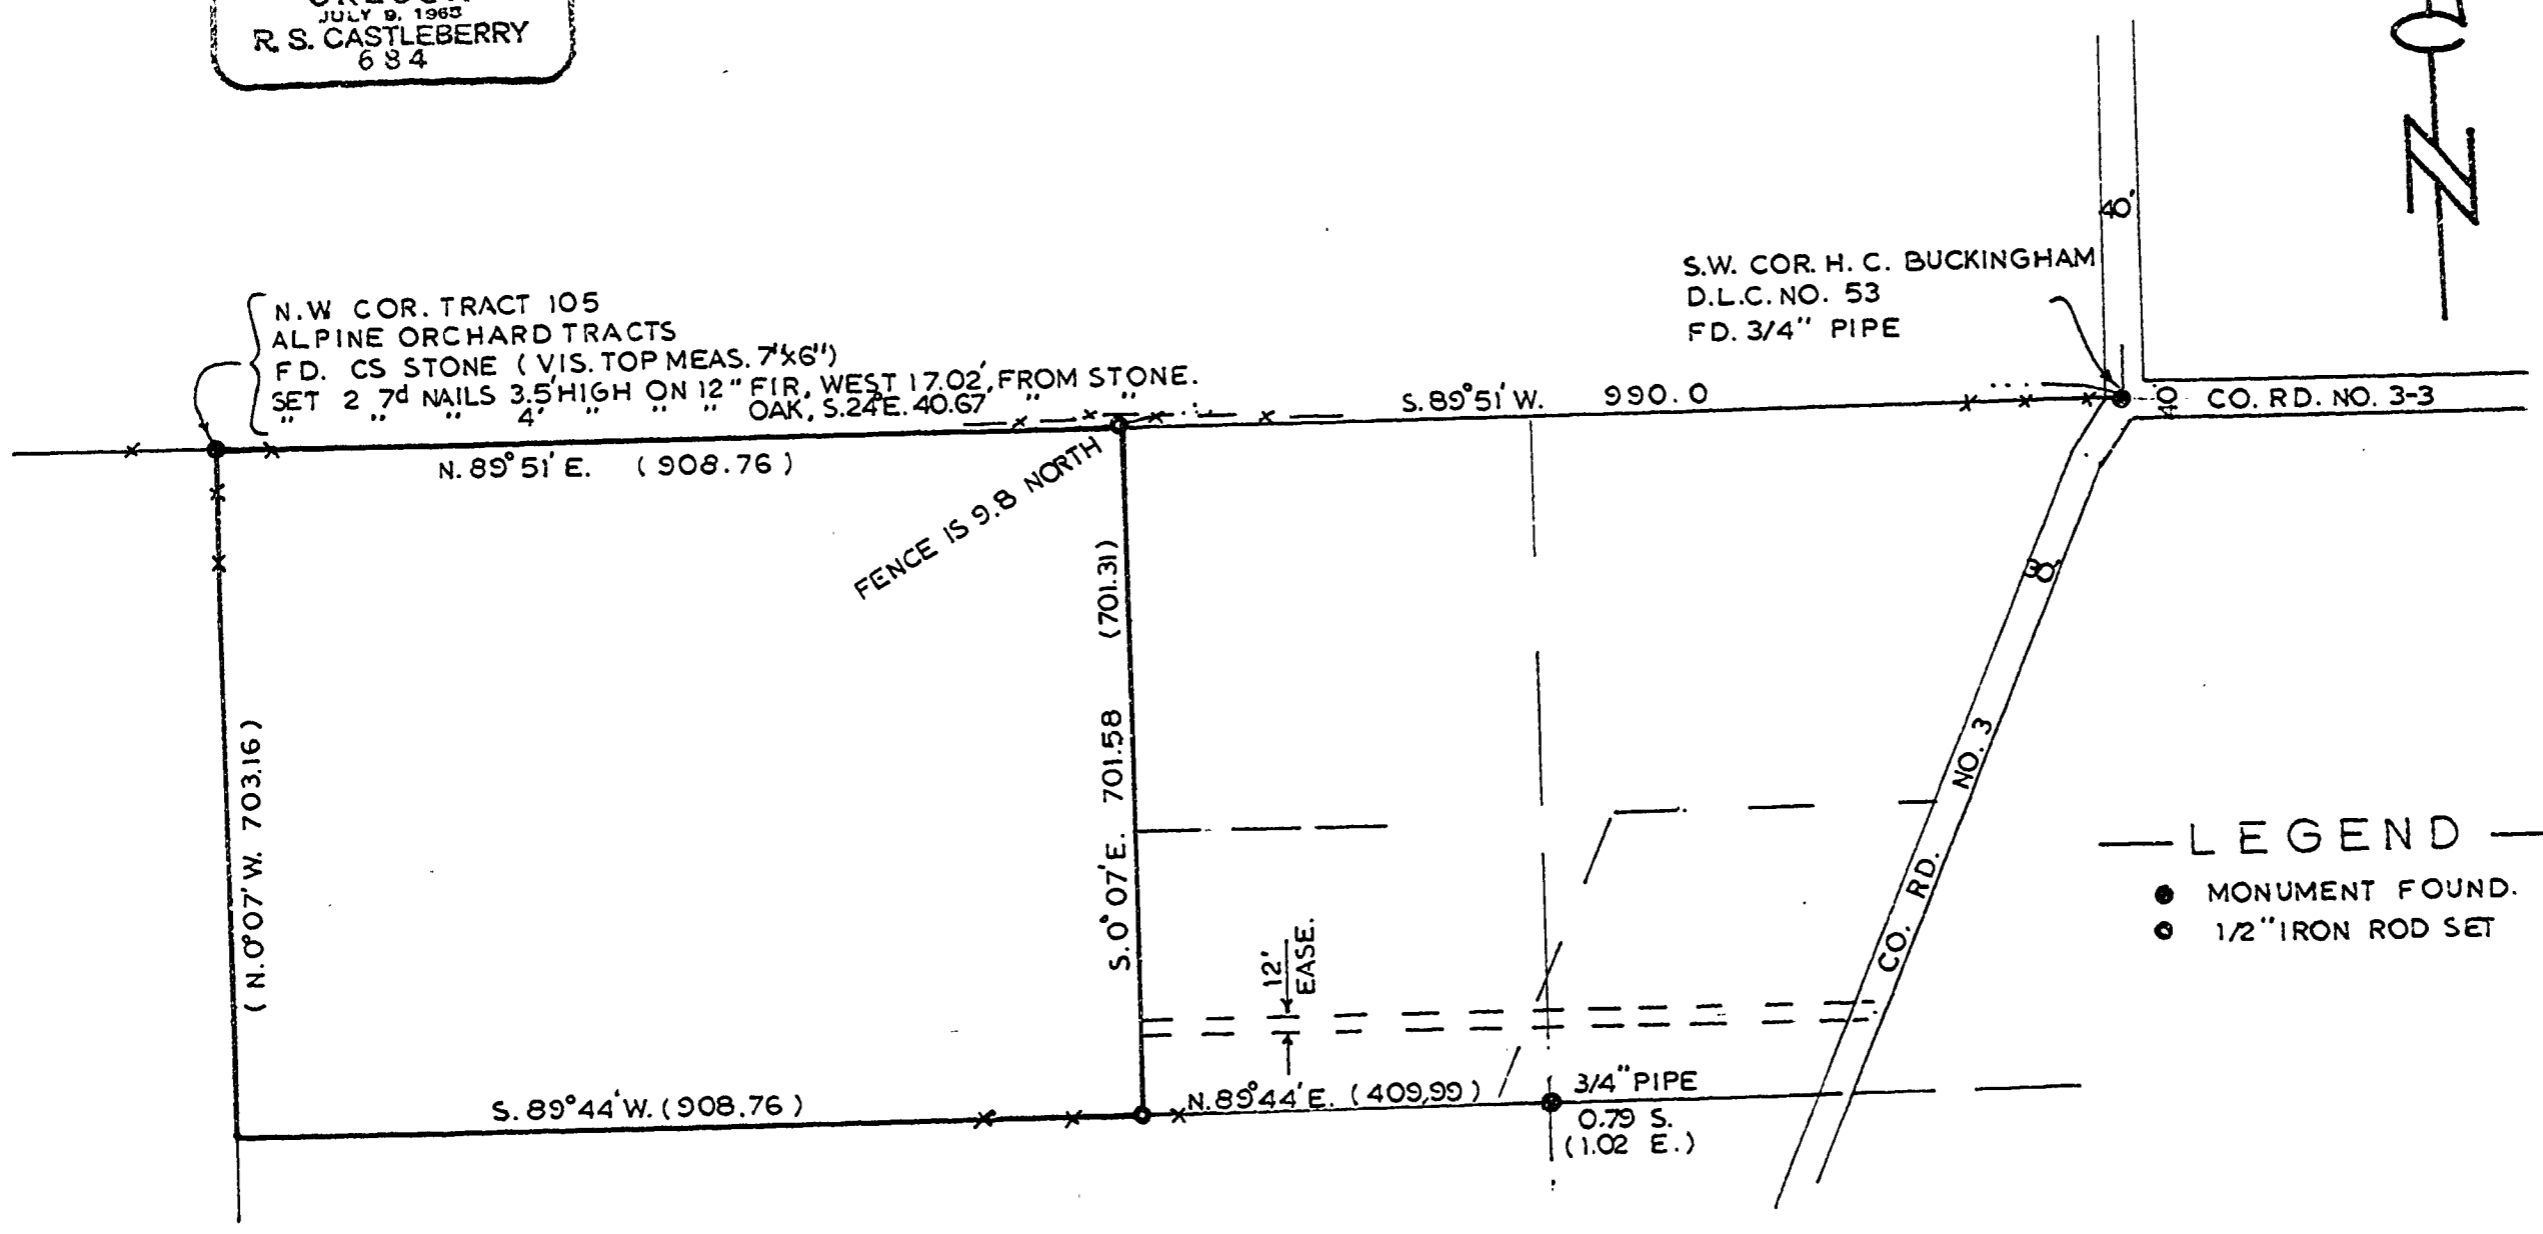 JULY 9, 1965
R. S. CASTLEBERRY
684
40'
S.W. COR. H. C. BUCKINGHAM
D.L.C. NO. 53
FD. 3/4" PIPE
N.W. COR. TRACT 105
ALPINE ORCHARD TRACTS
FD. CS STONE (VIS. TOP MEAS. 7"x6")
SET 2 7d NAILS 3.5' HIGH ON 12" FIR, WEST 17.02', FROM STONE.
" " " 4' " " " OAK, S.24°E. 40.67' " "
S.89°51'W. 990.0
40'
CO. RD. NO. 3-3
N.89°51'E. (908.76)
FENCE IS 9.8 NORTH
S.0°07'E. 701.58 (701.31)
(N.0°07'W. 703.16)
CO. RD. NO. 3
LEGEND
MONUMENT FOUND.
1/2" IRON ROD SET
12'
EASE.
S.89°44'W. (908.76)
N.89°44'E. (409.99)
3/4" PIPE
0.79 S.
(1.02 E.)